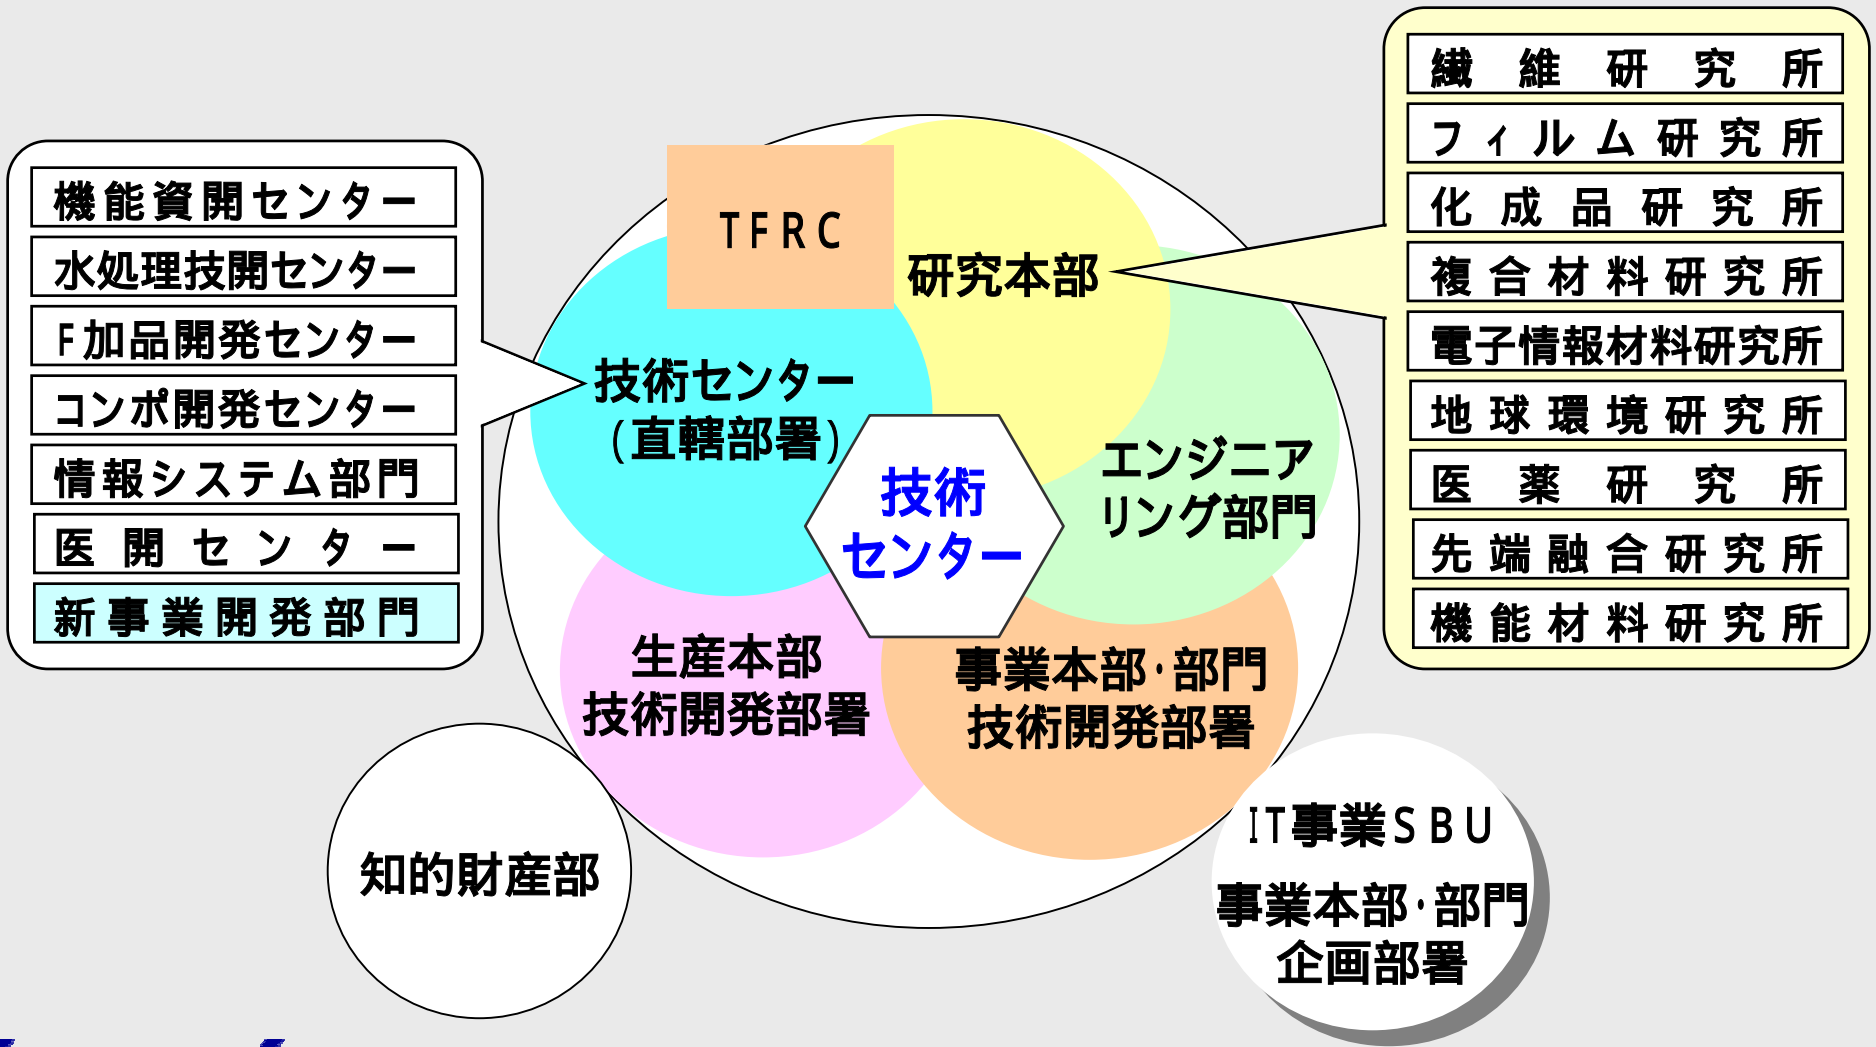 機能資開センター
水処理技開センター
F加品開発センター
コンポ開発センター
情報システム部門
医開センター
新事業開発部門
TFRC
研究本部
技術センター
(直轄部署)
エンジニア
リング部門
技術
センター
生産本部
技術開発部署
事業本部・部門
技術開発部署
知的財産部
IT事業SBU
事業本部・部門
企画部署
繊維研究所
フィルム研究所
化成品研究所
複合材料研究所
電子情報材料研究所
地球環境研究所
医薬研究所
先端融合研究所
機能材料研究所